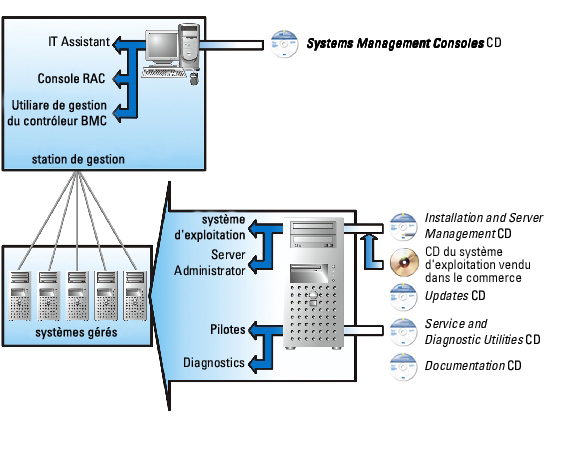 IT Assistant
Systems Management Consoles CD
Console RAC
Utiliare de gestion
du contrôleur BMC
station de gestion
système
d'exploitation
Server
Administrator
Installation and Server
Management CD
CD du système
d'exploitation vendu
dans le commerce
Updates CD
systèmes gérés
Pilotes
Service and
Diagnostic Utilities CD
Diagnostics
Documentation CD